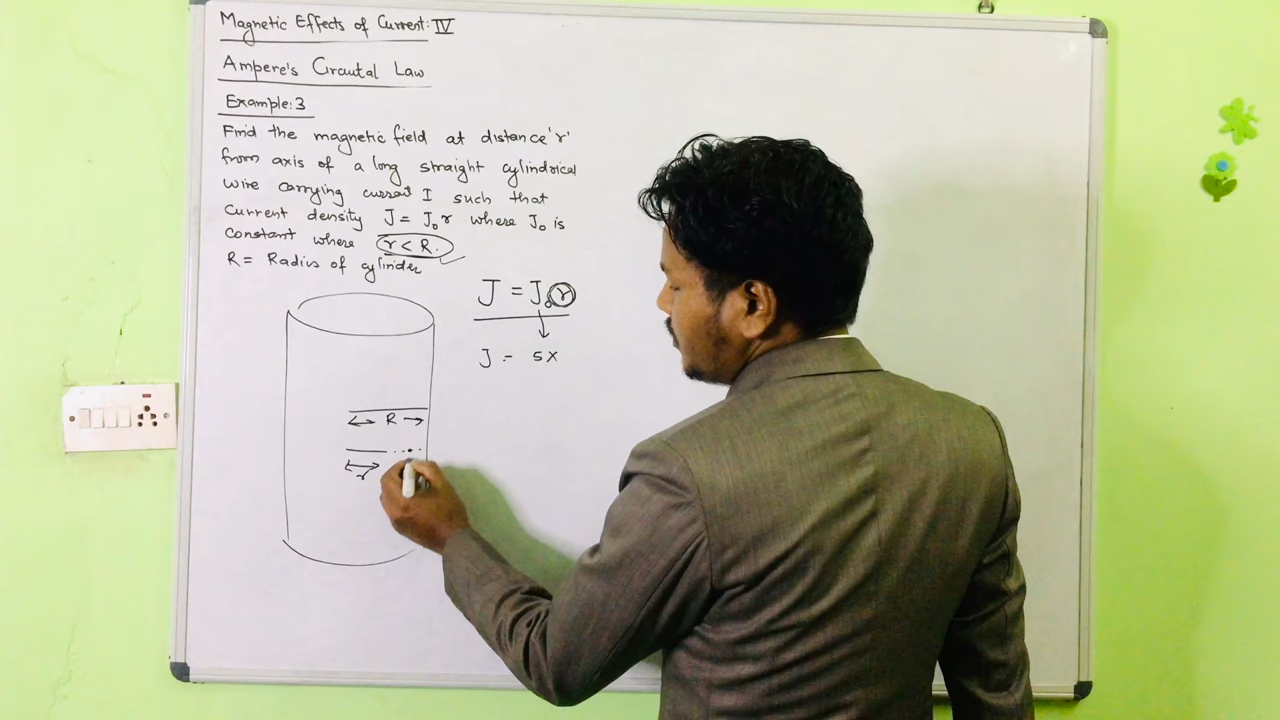 Magnetic Effects of Current: IV
Ampere's Circuital Law
Example: 3
Find the magnetic field at distance 'r'
from axis of a long straight cylindrical
wire carrying current I such that
current density J = J₀r where J₀ is
constant where r < R.
R = Radius of cylinder
J = J₀r
J = 5x
R
r